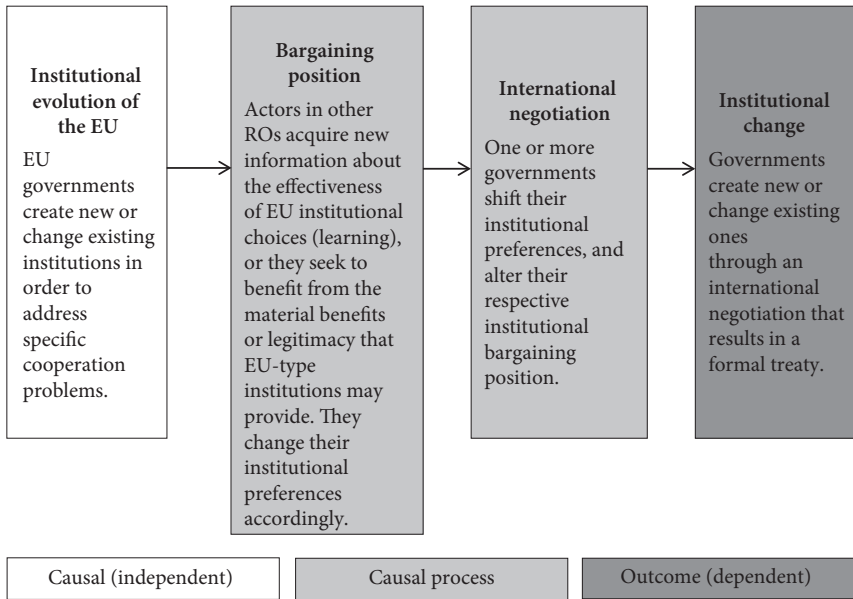 Institutional
evolution of
the EU
EU
governments
create new or
change existing
institutions in
order to
address
specific
cooperation
problems.
Bargaining
position
Actors in other
ROs acquire new
information about
the effectiveness
of EU institutional
choices (learning),
or they seek to
benefit from the
material benefits
or legitimacy that
EU-type
institutions may
provide. They
change their
institutional
preferences
accordingly.
International
negotiation
One or more
governments
shift their
institutional
preferences, and
alter their
respective
institutional
bargaining
position.
Institutional
change
Governments
create new or
change existing
ones
through an
international
negotiation that
results in a
formal treaty.
Causal (independent)
Causal process
Outcome (dependent)